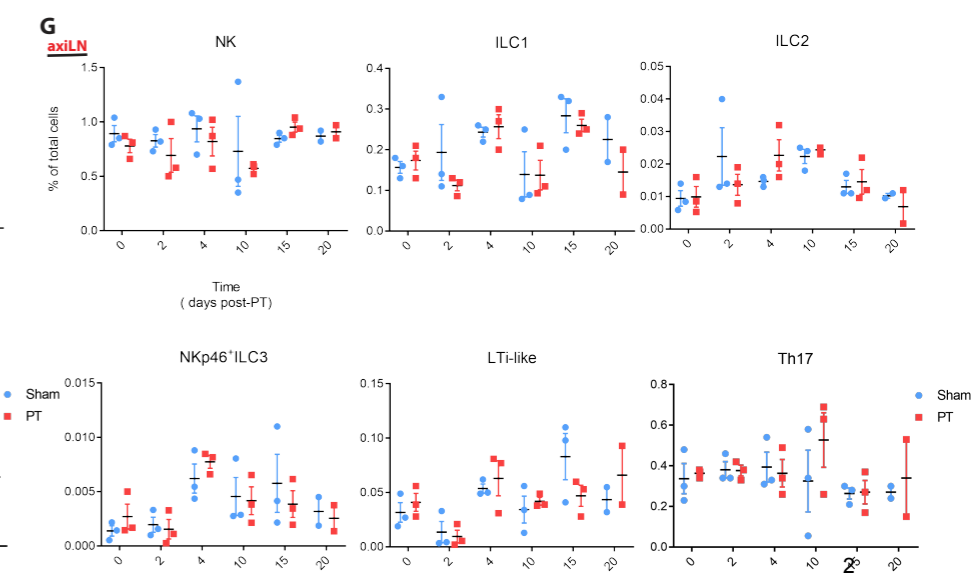 G
axiLN
NK
ILC1
ILC2
% of total cells
1.5
1.0
0.5
0.0
0 2 4 10 15 20
0.4
0.3
0.2
0.1
0.0
0 2 4 10 15 20
0.05
0.04
0.03
0.02
0.01
0.00
0 2 4 10 15 20
Time
( days post-PT)
NKp46⁺ILC3
LTi-like
Th17
Sham
PT
0.015
0.010
0.005
0.000
0 2 4 10 15 20
0.15
0.10
0.05
0.00
0 2 4 10 15 20
0.8
0.6
0.4
0.2
0.0
0 2 4 10 15 20
Sham
PT
2